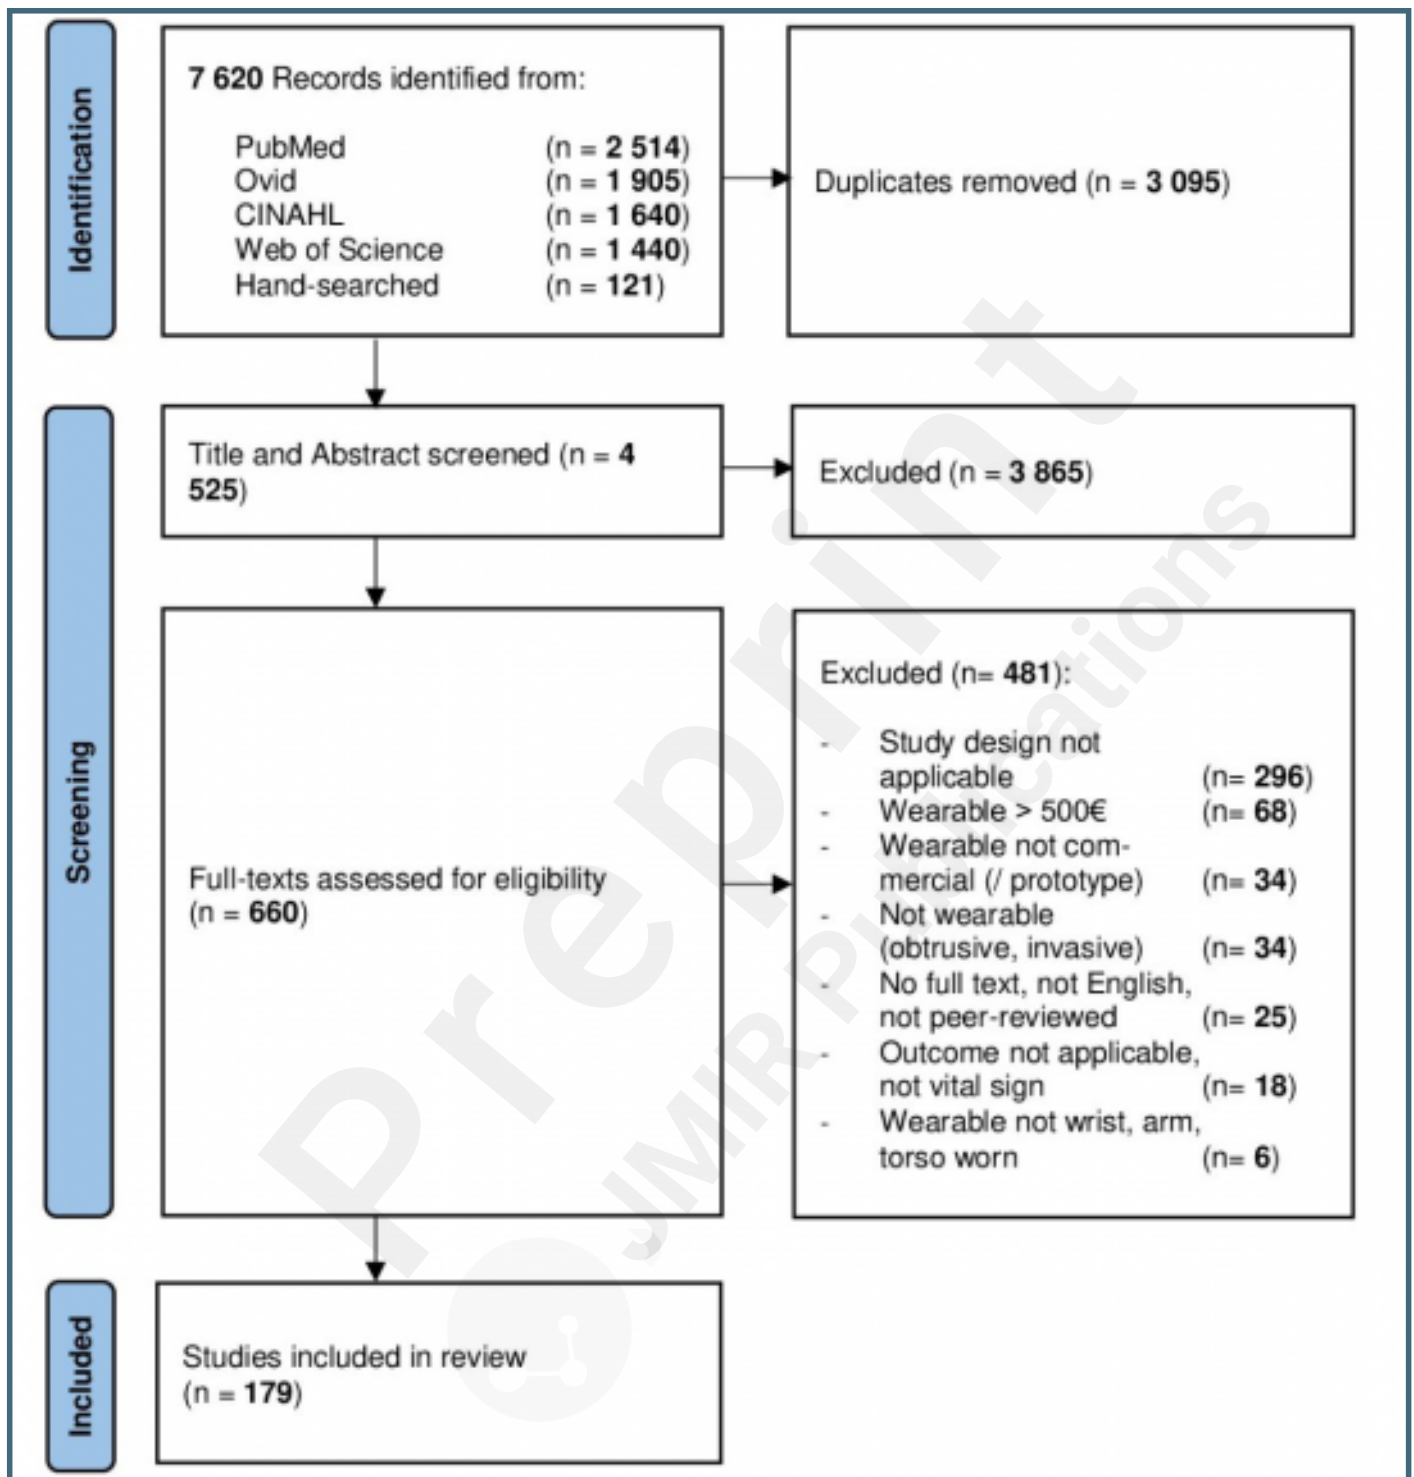 Identification
7 620 Records identified from:
PubMed (n = 2 514)
Ovid (n = 1 905)
CINAHL (n = 1 640)
Web of Science (n = 1 440)
Hand-searched (n = 121)
Duplicates removed (n = 3 095)
Screening
Title and Abstract screened (n = 4
525)
Excluded (n = 3 865)
Full-texts assessed for eligibility
(n = 660)
Excluded (n= 481):
- Study design not
applicable (n= 296)
- Wearable > 500€ (n= 68)
- Wearable not com-
mercial (/ prototype) (n= 34)
- Not wearable
(obtrusive, invasive) (n= 34)
- No full text, not English,
not peer-reviewed (n= 25)
- Outcome not applicable,
not vital sign (n= 18)
- Wearable not wrist, arm,
torso worn (n= 6)
Included
Studies included in review
(n = 179)
Preprint
JMIR Publications